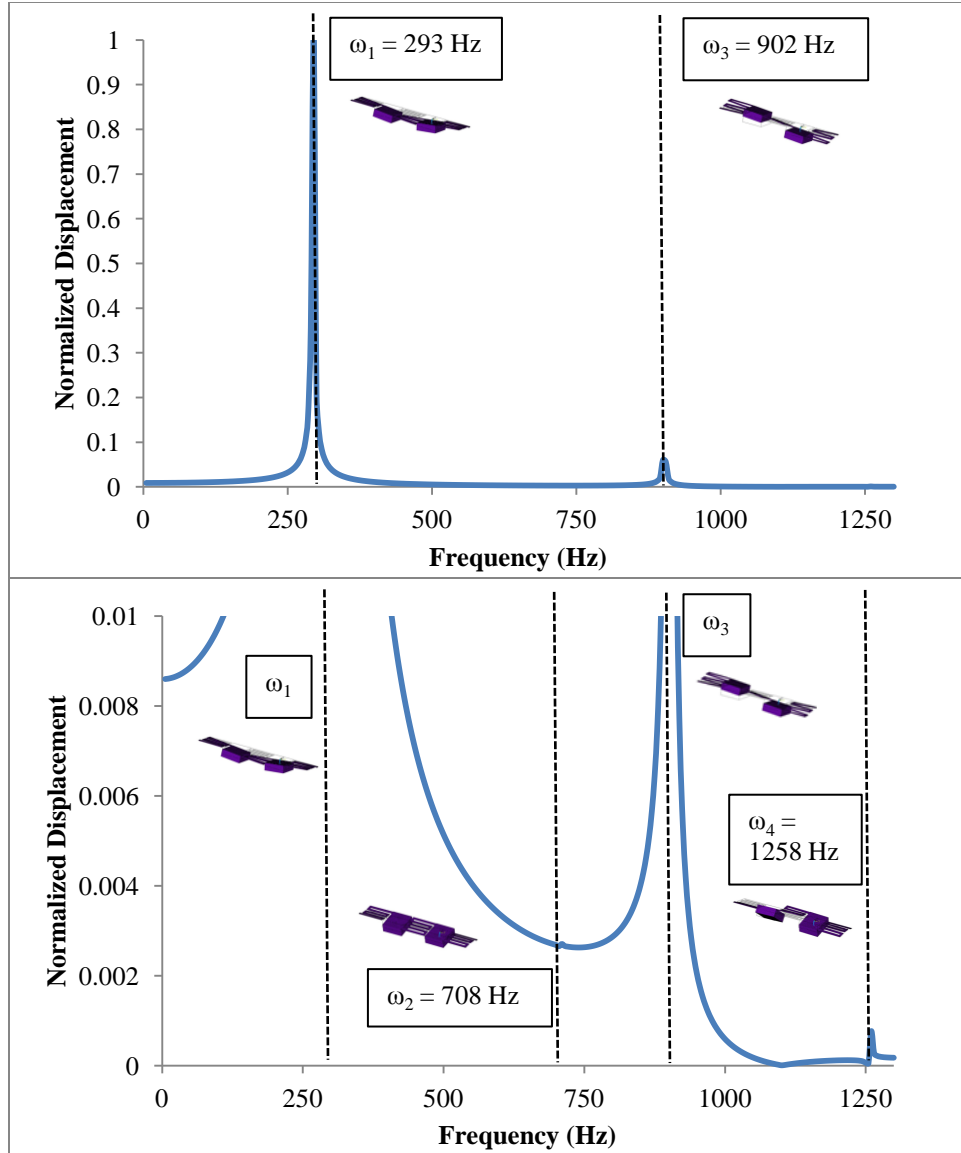 ω₁ = 293 Hz
ω₃ = 902 Hz
1
0.9
0.8
0.7
0.6
0.5
0.4
0.3
0.2
0.1
0
Normalized Displacement
0 250 500 750 1000 1250
Frequency (Hz)
0.01
0.008
0.006
0.004
0.002
0
Normalized Displacement
ω₁
ω₃
ω₄ =
1258 Hz
ω₂ = 708 Hz
0 250 500 750 1000 1250
Frequency (Hz)